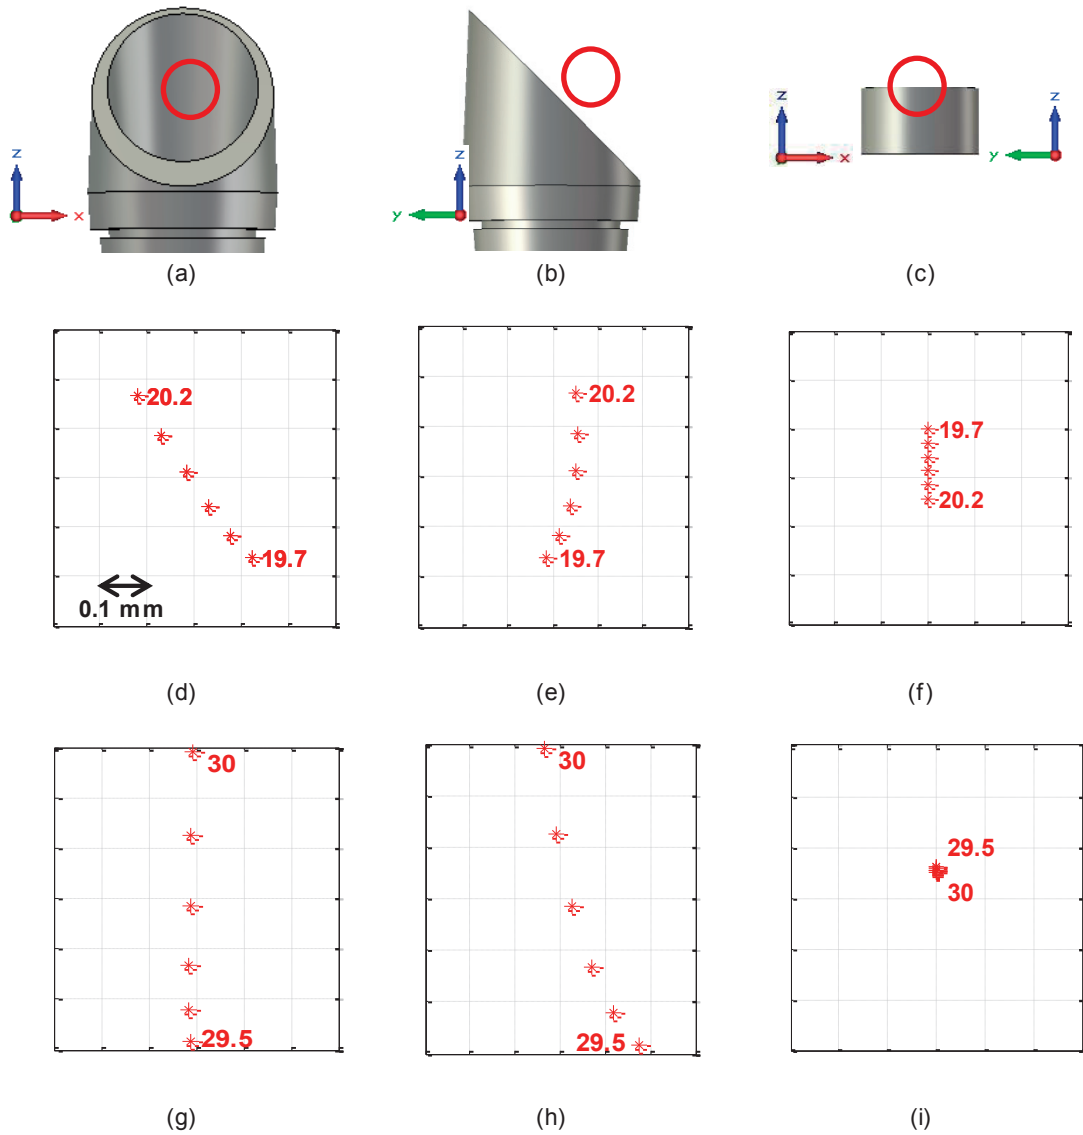 z
x
(a)
z
y
(b)
z
x
z
y
(c)
20.2
19.7
0.1 mm
(d)
20.2
19.7
(e)
19.7
20.2
(f)
30
29.5
(g)
30
29.5
(h)
29.5
30
(i)